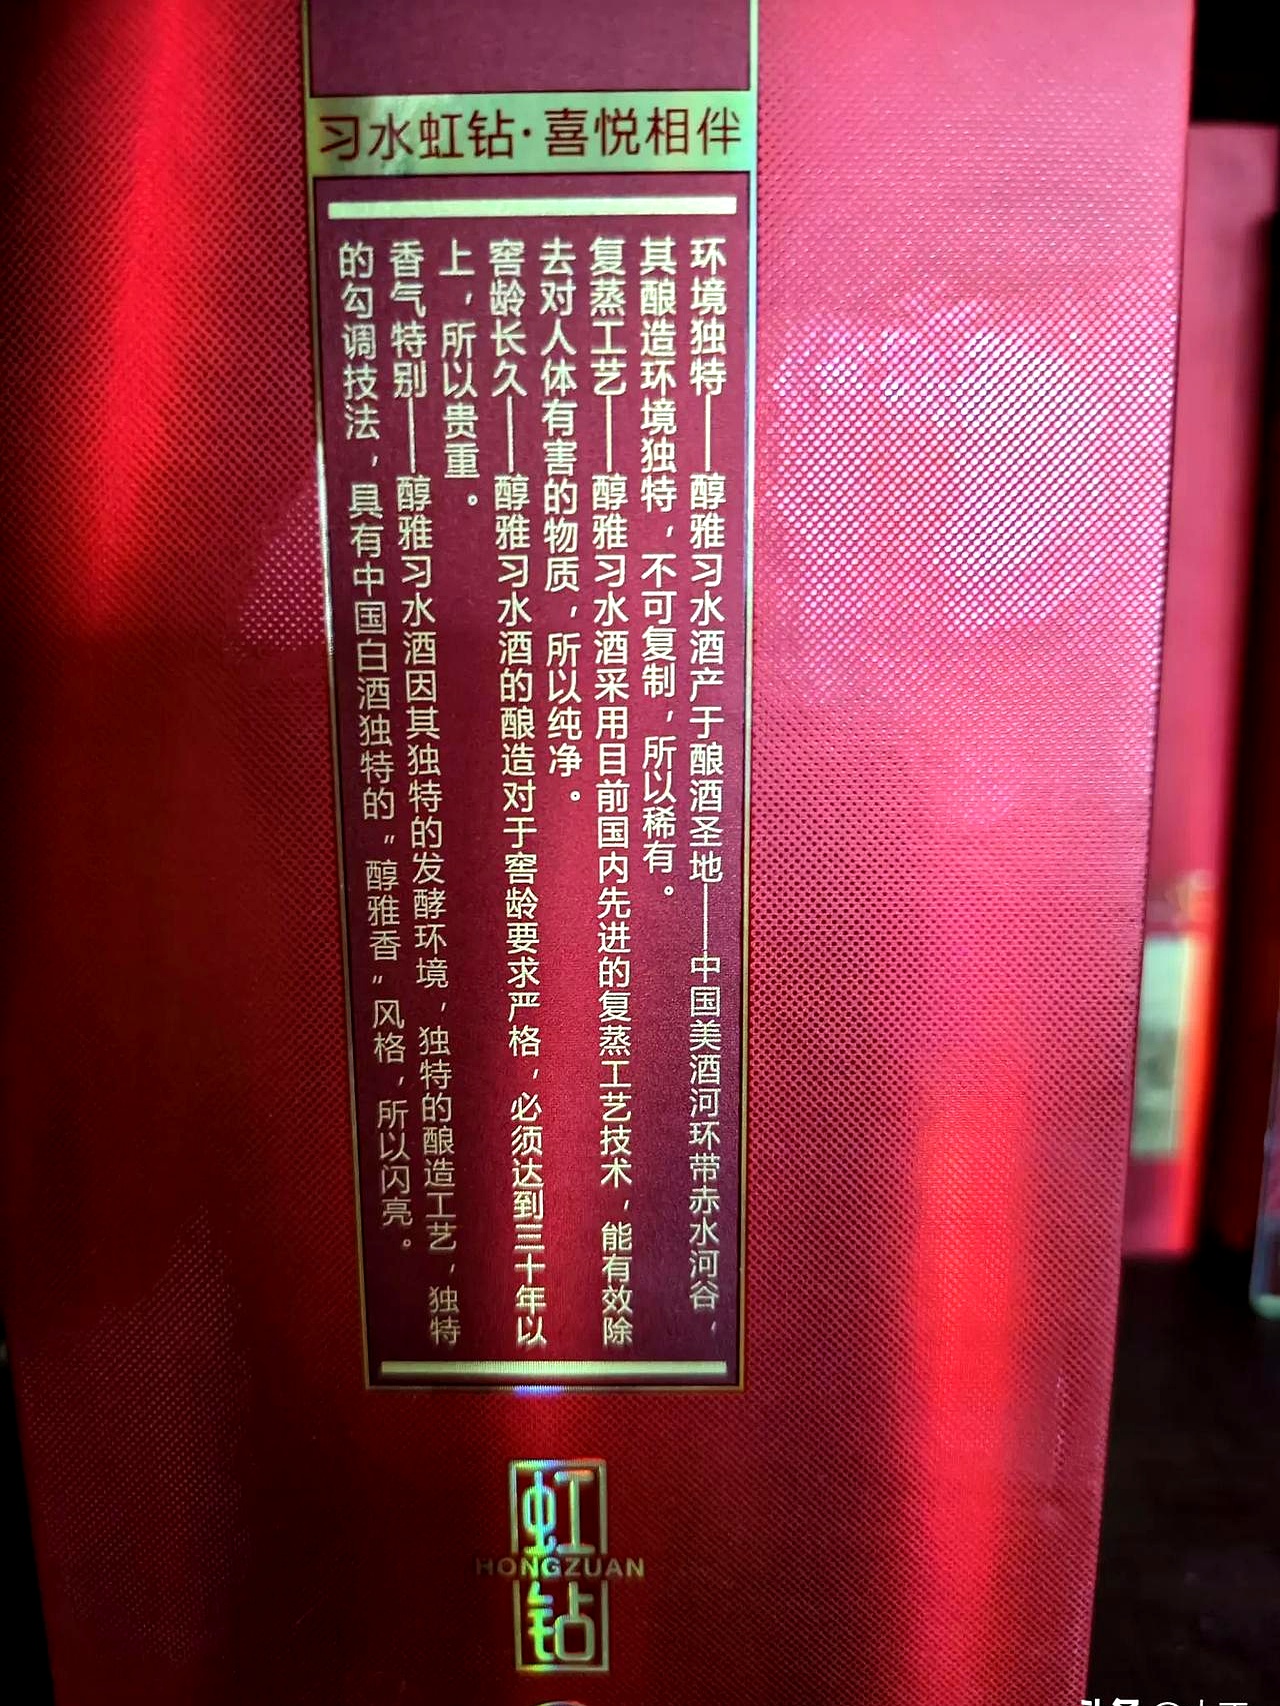 习水虹钻·喜悦相伴
环境独特——醇雅习水酒产于酿酒圣地——中国美酒河环带赤水河谷，
其酿造环境独特，不可复制，所以稀有。
复蒸工艺——醇雅习水酒采用目前国内先进的复蒸工艺技术，能有效除
去对人体有害的物质，所以纯净。
窖龄长久——醇雅习水酒的酿造对于窖龄要求严格，必须达到三十年以
上，所以贵重。
香气特别——醇雅习水酒因其独特的发酵环境，独特的酿造工艺，独特
的勾调技法，具有中国白酒独特的“醇雅香”风格，所以闪亮。
虹
HONGZUAN
钻